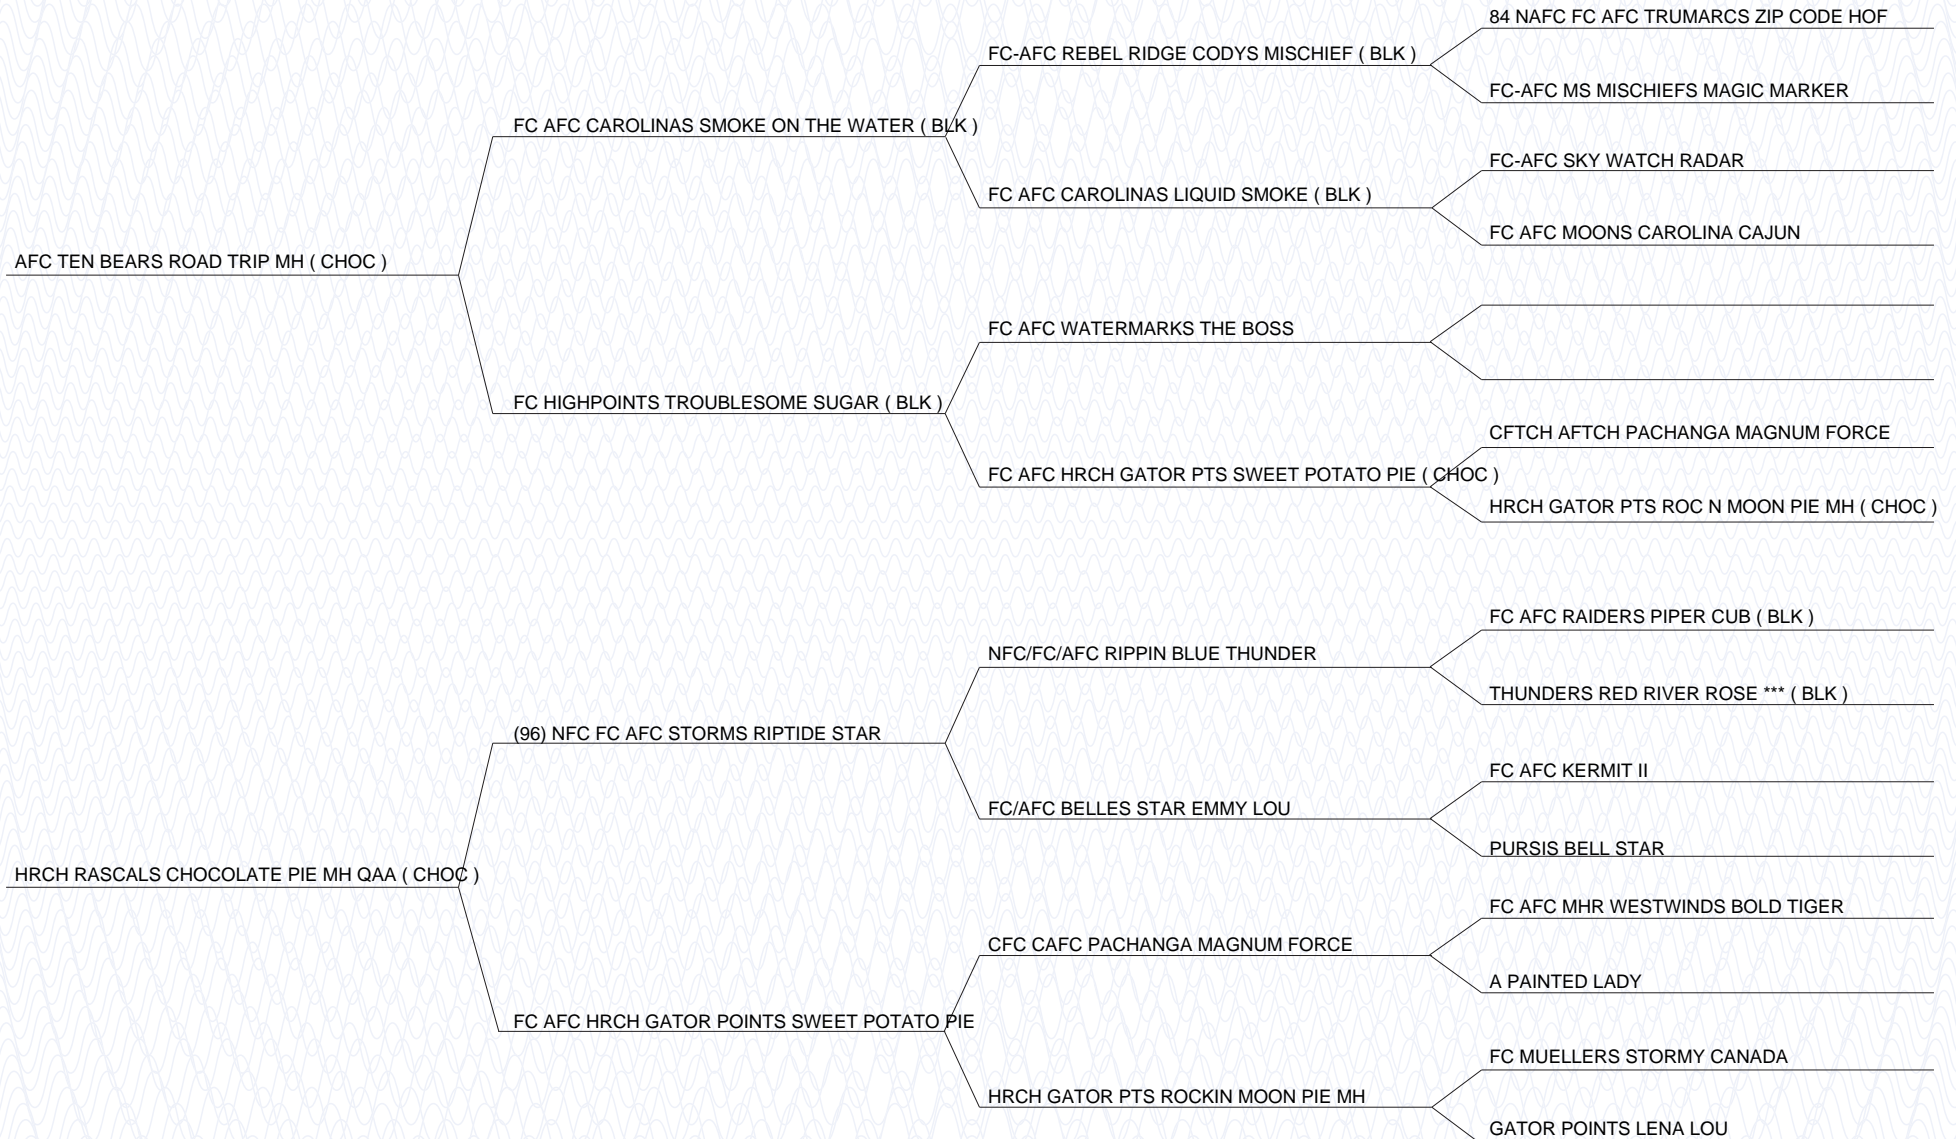 84 NAFC FC AFC TRUMARCS ZIP CODE HOF
FC-AFC REBEL RIDGE CODYS MISCHIEF ( BLK )
FC-AFC MS MISCHIEFS MAGIC MARKER
FC AFC CAROLINAS SMOKE ON THE WATER ( BLK )
FC-AFC SKY WATCH RADAR
FC AFC CAROLINAS LIQUID SMOKE ( BLK )
FC AFC MOONS CAROLINA CAJUN
AFC TEN BEARS ROAD TRIP MH ( CHOC )
FC AFC WATERMARKS THE BOSS
FC HIGHPOINTS TROUBLESOME SUGAR ( BLK )
CFTCH AFTCH PACHANGA MAGNUM FORCE
FC AFC HRCH GATOR PTS SWEET POTATO PIE ( CHOC )
HRCH GATOR PTS ROC N MOON PIE MH ( CHOC )
FC AFC RAIDERS PIPER CUB ( BLK )
NFC/FC/AFC RIPPIN BLUE THUNDER
THUNDERS RED RIVER ROSE *** ( BLK )
(96) NFC FC AFC STORMS RIPTIDE STAR
FC AFC KERMIT II
FC/AFC BELLES STAR EMMY LOU
PURSIS BELL STAR
HRCH RASCALS CHOCOLATE PIE MH QAA ( CHOC )
FC AFC MHR WESTWINDS BOLD TIGER
CFC CAFC PACHANGA MAGNUM FORCE
A PAINTED LADY
FC AFC HRCH GATOR POINTS SWEET POTATO PIE
FC MUELLERS STORMY CANADA
HRCH GATOR PTS ROCKIN MOON PIE MH
GATOR POINTS LENA LOU